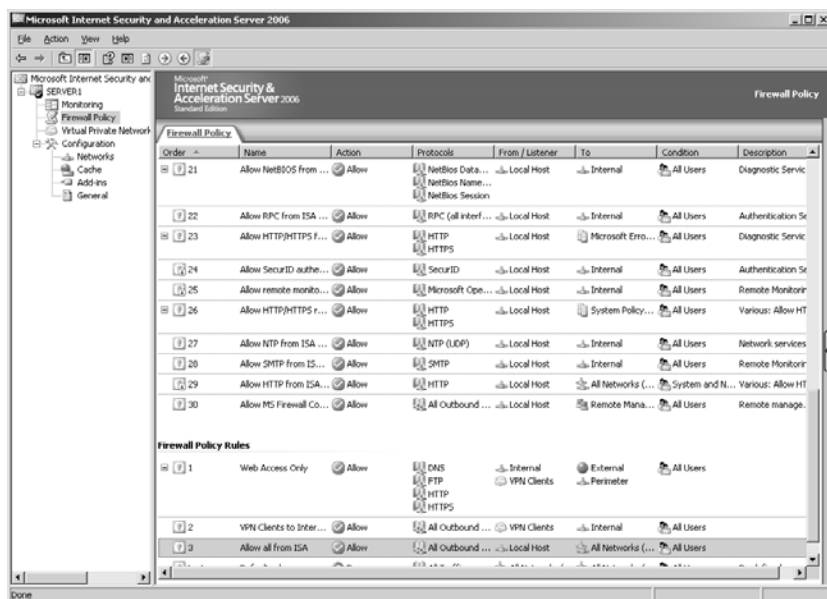 Microsoft Internet Security and Acceleration Server 2006
File Action View Help
Microsoft Internet Security and
SERVER1
Monitoring
Firewall Policy
Virtual Private Network
Configuration
Networks
Cache
Add-ins
General
Microsoft
Internet Security &
Acceleration Server 2006
Standard Edition
Firewall Policy
Firewall Policy
Order Name Action Protocols From / Listener To Condition Description
21 Allow NetBIOS from ... Allow NetBios Data... Local Host Internal All Users Diagnostic Servic
NetBios Name...
NetBios Session
22 Allow RPC from ISA ... Allow RPC (all interf... Local Host Internal All Users Authentication Se
23 Allow HTTP/HTTPS f... Allow HTTP Local Host Microsoft Erro... All Users Diagnostic Servic
HTTPS
24 Allow SecurID authe... Allow SecurID Local Host Internal All Users Authentication Se
25 Allow remote monito... Allow Microsoft Ope... Local Host Internal All Users Remote Monitorir
26 Allow HTTP/HTTPS r... Allow HTTP Local Host System Policy... All Users Various: Allow HT
HTTPS
27 Allow NTP from ISA ... Allow NTP (UDP) Local Host Internal All Users Network services
28 Allow SMTP from IS... Allow SMTP Local Host Internal All Users Remote Monitorir
29 Allow HTTP from ISA... Allow HTTP Local Host All Networks (... System and N... Various: Allow HT
30 Allow MS Firewall Co... Allow All Outbound ... Local Host Remote Mana... All Users Remote manage.
Firewall Policy Rules
1 Web Access Only Allow DNS Internal External All Users
FTP VPN Clients Perimeter
HTTP
HTTPS
2 VPN Clients to Inter... Allow All Outbound ... VPN Clients Internal All Users
3 Allow all from ISA Allow All Outbound ... Local Host All Networks (... All Users
Done